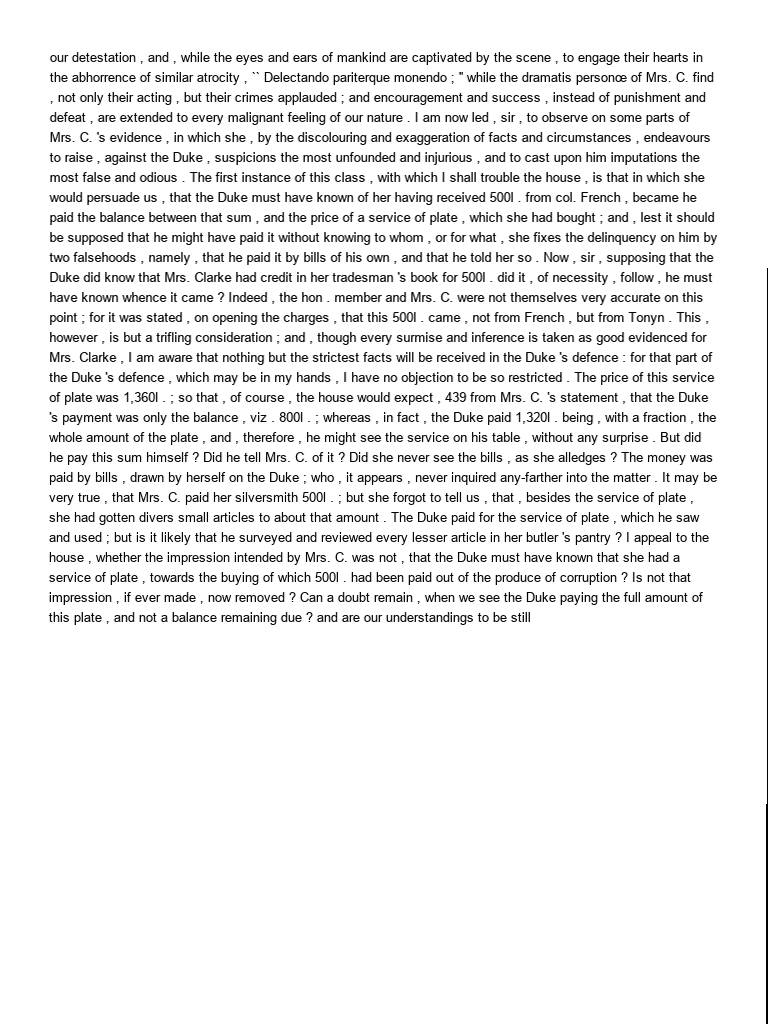 our detestation , and , while the eyes and ears of mankind are captivated by the scene , to engage their hearts in
the abhorrence of similar atrocity , `` Delectando pariterque monendo ; '' while the dramatis personœ of Mrs. C. find
, not only their acting , but their crimes applauded ; and encouragement and success , instead of punishment and
defeat , are extended to every malignant feeling of our nature . I am now led , sir , to observe on some parts of
Mrs. C. 's evidence , in which she , by the discolouring and exaggeration of facts and circumstances , endeavours
to raise , against the Duke , suspicions the most unfounded and injurious , and to cast upon him imputations the
most false and odious . The first instance of this class , with which I shall trouble the house , is that in which she
would persuade us , that the Duke must have known of her having received 500l . from col. French , became he
paid the balance between that sum , and the price of a service of plate , which she had bought ; and , lest it should
be supposed that he might have paid it without knowing to whom , or for what , she fixes the delinquency on him by
two falsehoods , namely , that he paid it by bills of his own , and that he told her so . Now , sir , supposing that the
Duke did know that Mrs. Clarke had credit in her tradesman 's book for 500l . did it , of necessity , follow , he must
have known whence it came ? Indeed , the hon . member and Mrs. C. were not themselves very accurate on this
point ; for it was stated , on opening the charges , that this 500l . came , not from French , but from Tonyn . This ,
however , is but a trifling consideration ; and , though every surmise and inference is taken as good evidenced for
Mrs. Clarke , I am aware that nothing but the strictest facts will be received in the Duke 's defence : for that part of
the Duke 's defence , which may be in my hands , I have no objection to be so restricted . The price of this service
of plate was 1,360l . ; so that , of course , the house would expect , 439 from Mrs. C. 's statement , that the Duke
's payment was only the balance , viz . 800l . ; whereas , in fact , the Duke paid 1,320l . being , with a fraction , the
whole amount of the plate , and , therefore , he might see the service on his table , without any surprise . But did
he pay this sum himself ? Did he tell Mrs. C. of it ? Did she never see the bills , as she alledges ? The money was
paid by bills , drawn by herself on the Duke ; who , it appears , never inquired any-farther into the matter . It may be
very true , that Mrs. C. paid her silversmith 500l . ; but she forgot to tell us , that , besides the service of plate ,
she had gotten divers small articles to about that amount . The Duke paid for the service of plate , which he saw
and used ; but is it likely that he surveyed and reviewed every lesser article in her butler 's pantry ? I appeal to the
house , whether the impression intended by Mrs. C. was not , that the Duke must have known that she had a
service of plate , towards the buying of which 500l . had been paid out of the produce of corruption ? Is not that
impression , if ever made , now removed ? Can a doubt remain , when we see the Duke paying the full amount of
this plate , and not a balance remaining due ? and are our understandings to be still